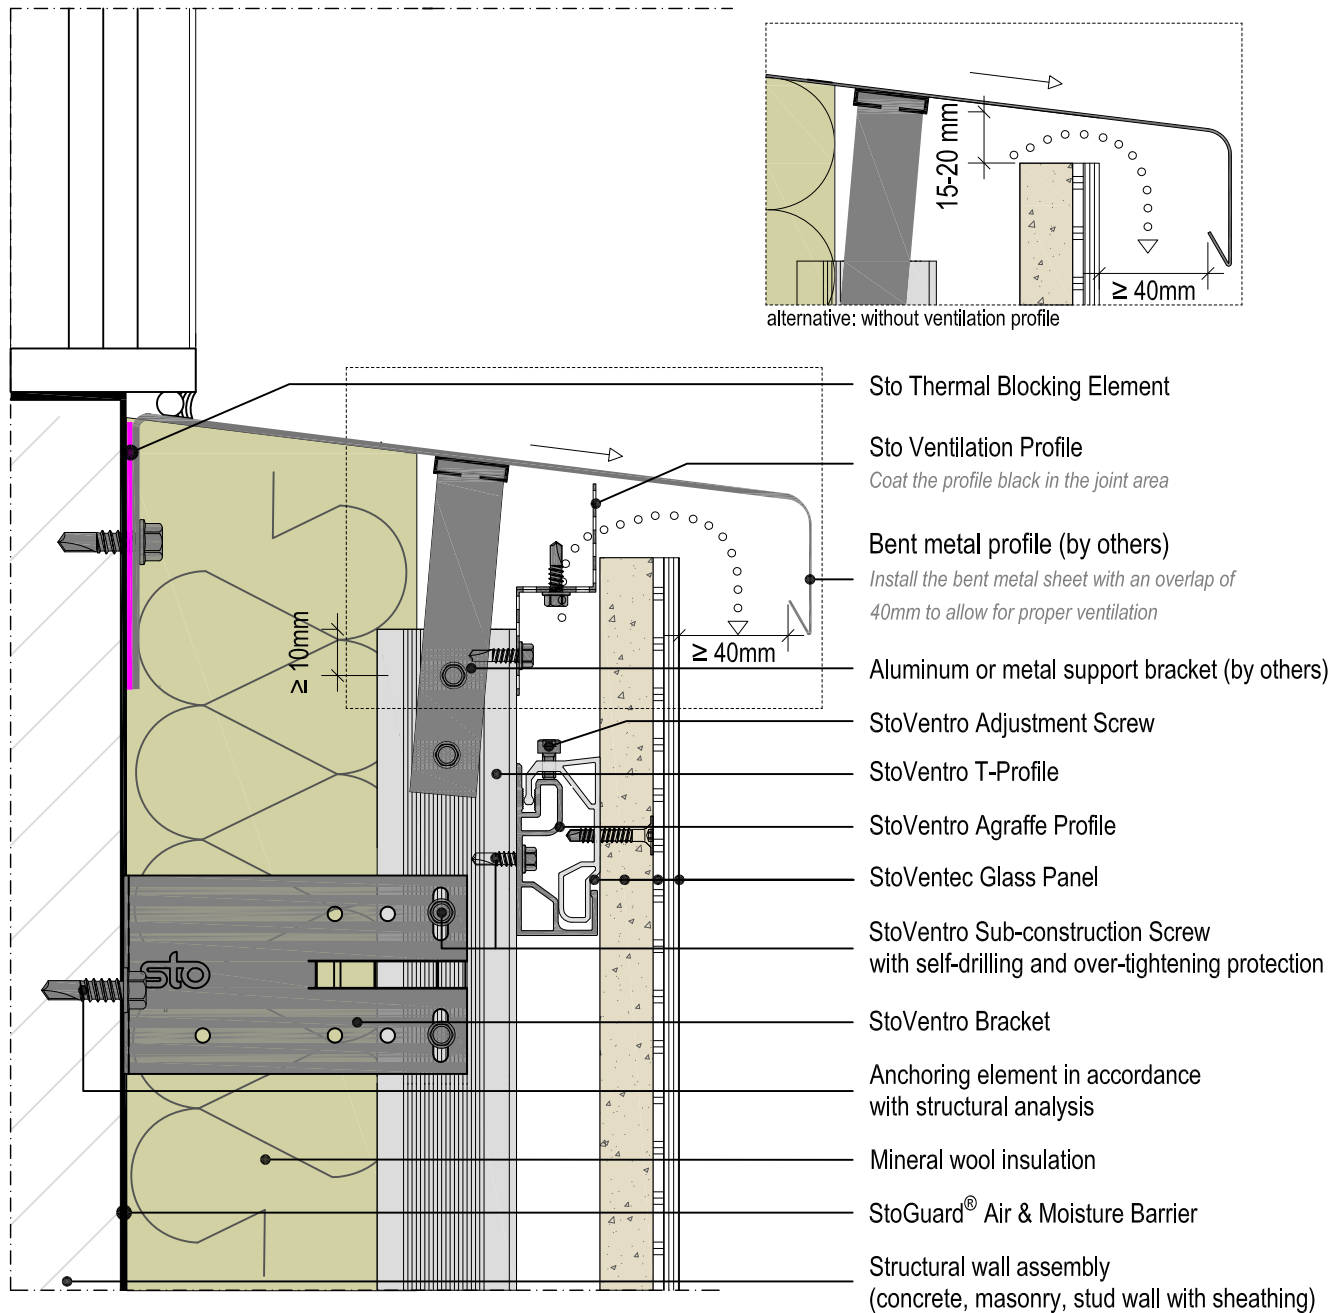 15-20 mm
≥ 40mm
alternative: without ventilation profile
Sto Thermal Blocking Element
Sto Ventilation Profile
Coat the profile black in the joint area
Bent metal profile (by others)
Install the bent metal sheet with an overlap of
40mm to allow for proper ventilation
≥ 10mm
≥ 40mm
Aluminum or metal support bracket (by others)
StoVentro Adjustment Screw
StoVentro T-Profile
StoVentro Agraffe Profile
StoVentec Glass Panel
StoVentro Sub-construction Screw
with self-drilling and over-tightening protection
sto
StoVentro Bracket
Anchoring element in accordance
with structural analysis
Mineral wool insulation
StoGuard® Air & Moisture Barrier
Structural wall assembly
(concrete, masonry, stud wall with sheathing)